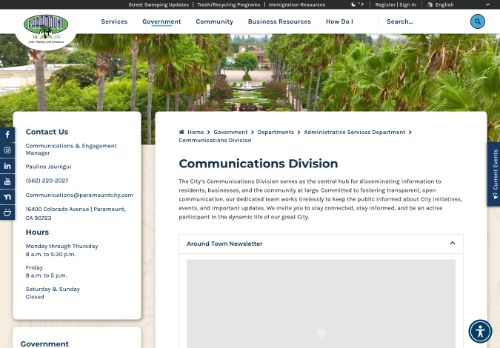 Street Sweeping Updates | Trash/Recycling Programs | Immigration Resources
°F | Register | Sign In | English
PARAMOUNT
Services Government Community Business Resources How Do I Search...
Contact Us
Communications & Engagement
Manager
Paulina Jauregui
(562) 220-2027
Communications@paramountcity.com
16400 Colorado Avenue | Paramount,
CA 90723
Hours
Monday through Thursday
8 a.m. to 5:30 p.m.
Friday
8 a.m. to 5 p.m.
Saturday & Sunday
Closed
Government
Home > Government > Departments > Administrative Services Department >
Communications Division
Communications Division
The City's Communications Division serves as the central hub for disseminating information to
residents, businesses, and the community at large. Committed to fostering transparent, open
communication, our dedicated team works tirelessly to keep the public informed about City initiatives,
events, and important updates. We invite you to stay connected, stay informed, and be an active
participant in the dynamic life of our great City.
Around Town Newsletter
Current Events